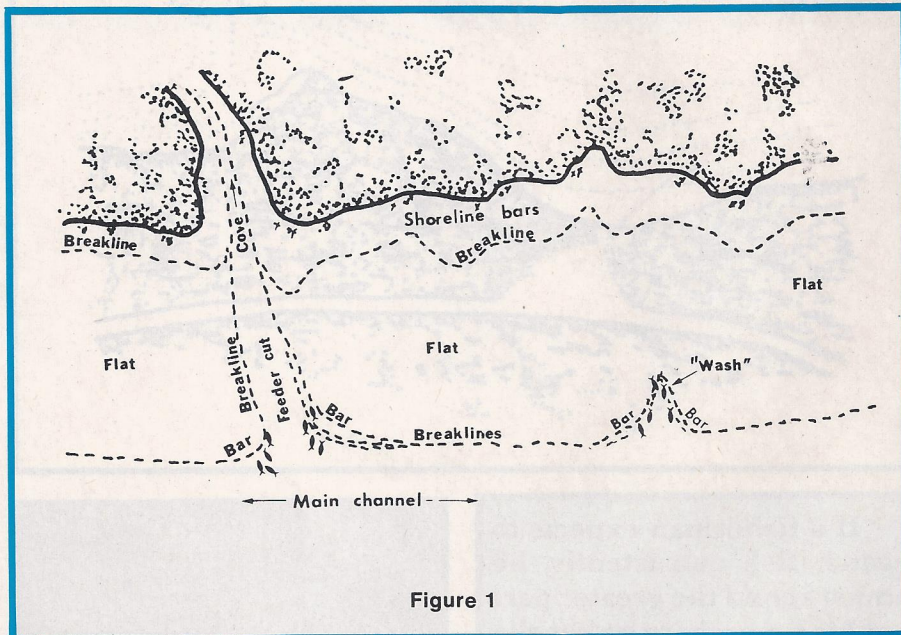 Cove
Shoreline bars
Breakline
Breakline
Flat
Flat
Flat
Breakline
Feeder cut
"Wash"
Bar
Bar
Bar
Bar
Breaklines
Main channel
Figure 1